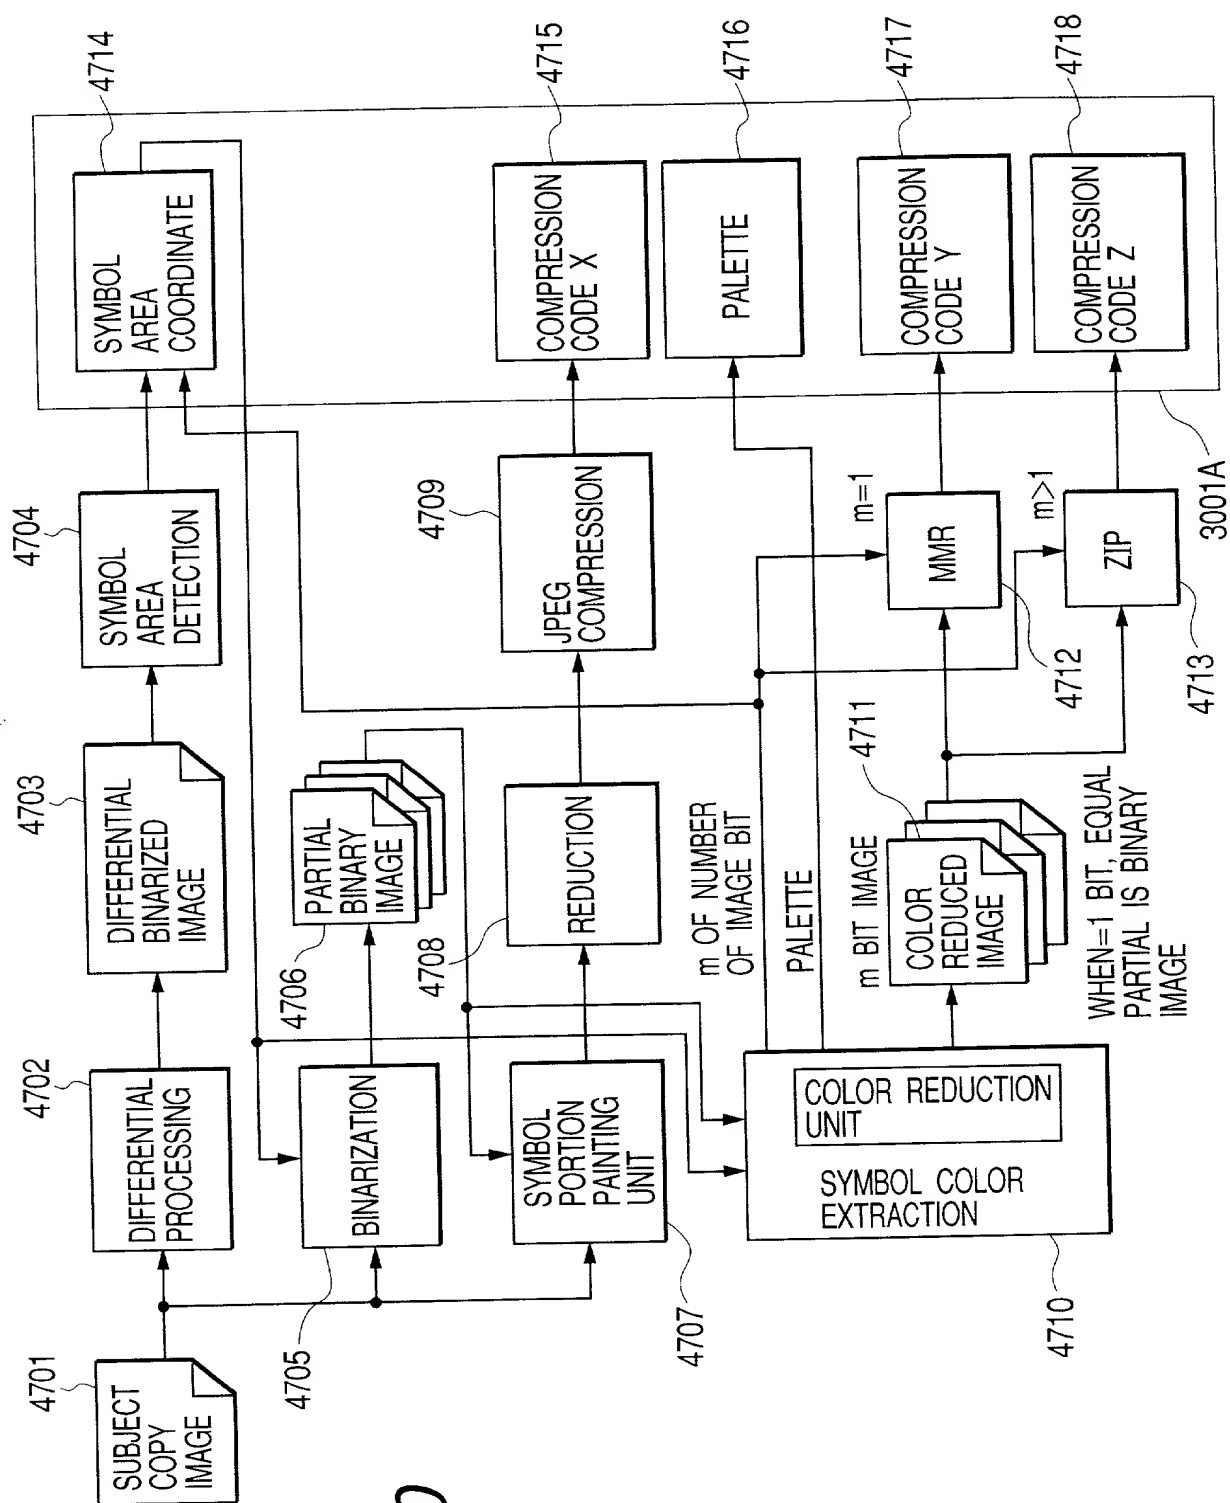 4701
SUBJECT
COPY
IMAGE
4702
DIFFERENTIAL
PROCESSING
4703
DIFFERENTIAL
BINARIZED
IMAGE
4704
SYMBOL
AREA
DETECTION
4714
SYMBOL
AREA
COORDINATE
4705
BINARIZATION
4706
PARTIAL
BINARY
IMAGE
4707
SYMBOL
PORTION
PAINTING
UNIT
4708
REDUCTION
4709
JPEG
COMPRESSION
4715
COMPRESSION
CODE X
4716
PALETTE
m OF NUMBER
OF IMAGE BIT
PALETTE
4710
COLOR REDUCTION
UNIT
SYMBOL COLOR
EXTRACTION
m BIT IMAGE
4711
COLOR
REDUCED
IMAGE
WHEN=1 BIT, EQUAL
PARTIAL IS BINARY
IMAGE
m=1
MMR
4712
4717
COMPRESSION
CODE Y
m>1
ZIP
4713
4718
COMPRESSION
CODE Z
3001A